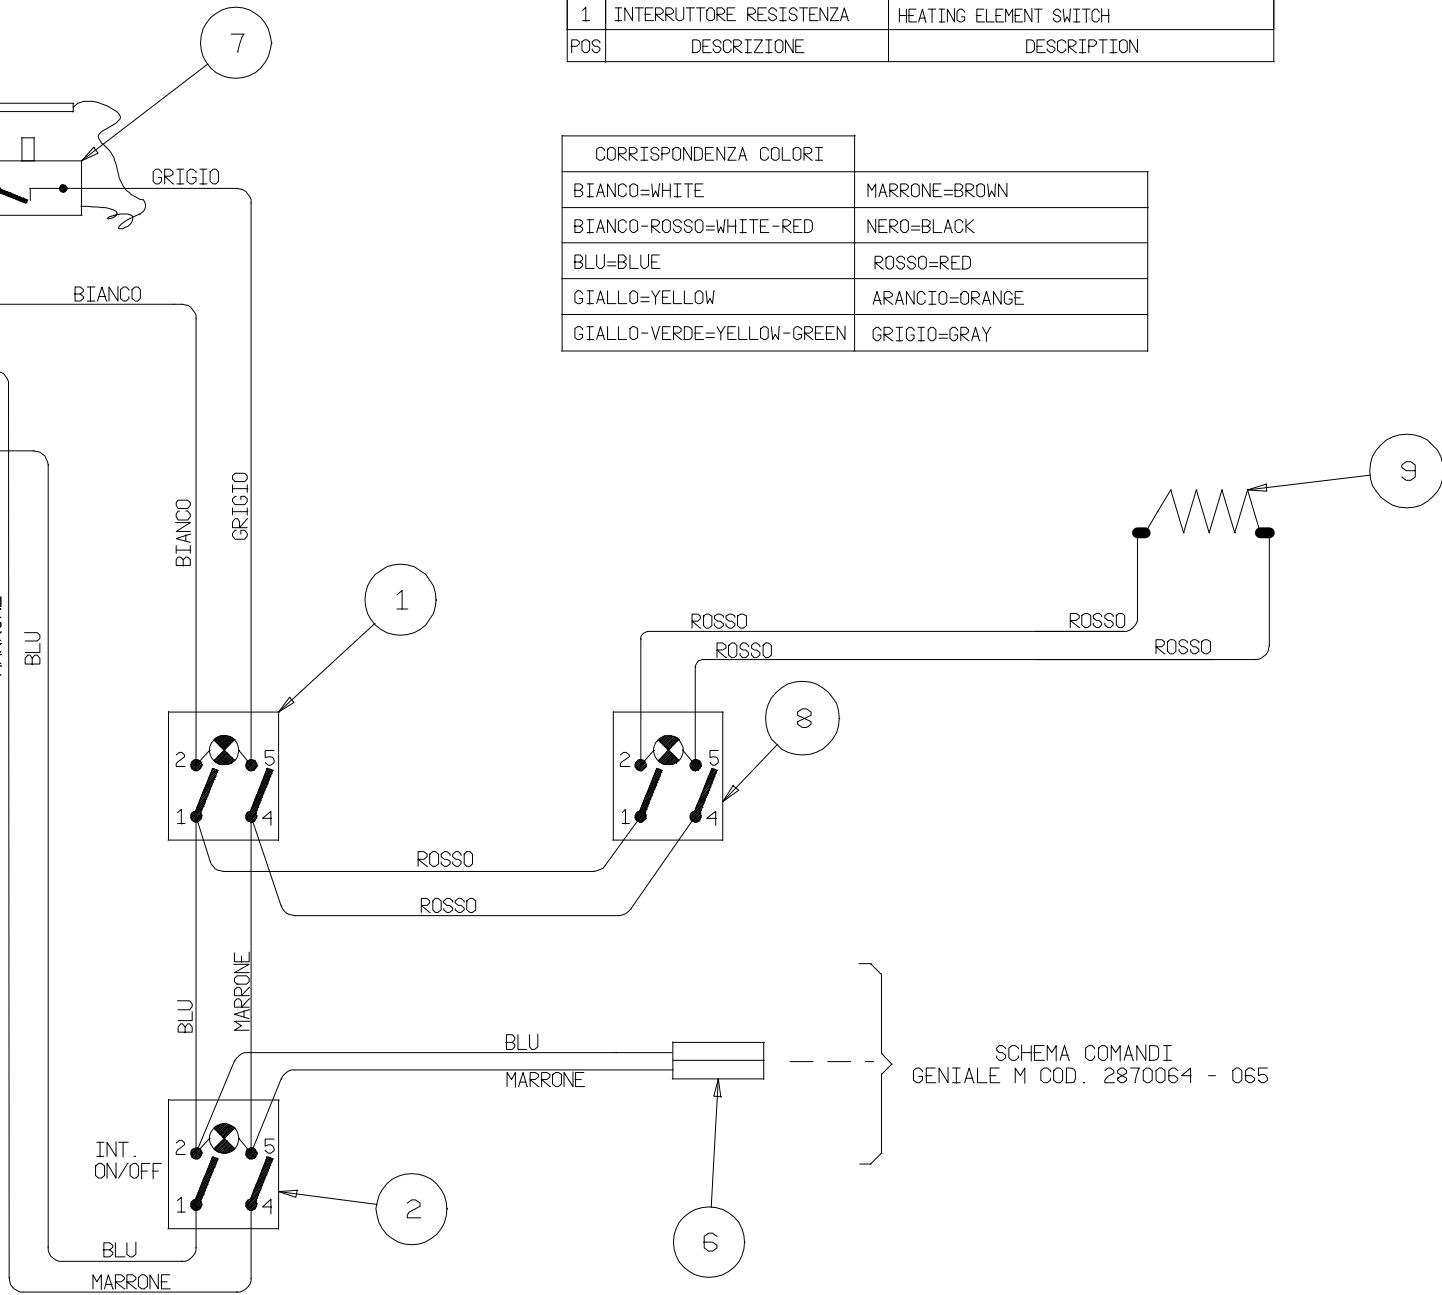 1 INTERRUTTORE RESISTENZA HEATING ELEMENT SWITCH
POS DESCRIZIONE DESCRIPTION
7
CORRISPONDENZA COLORI
BIANCO=WHITE MARRONE=BROWN
BIANCO-ROSSO=WHITE-RED NERO=BLACK
BLU=BLUE ROSSO=RED
GIALLO=YELLOW ARANCIO=ORANGE
GIALLO-VERDE=YELLOW-GREEN GRIGIO=GRAY
GRIGIO
BIANCO
BIANCO
GRIGIO
BLU
9
1
ROSSO
ROSSO
ROSSO
ROSSO
8
2 5
1 4
2 5
1 4
ROSSO
ROSSO
BLU
MARRONE
BLU
MARRONE
SCHEMA COMANDI
GENIALE M COD. 2870064 - 065
INT.
ON/OFF
2 5
1 4
2
6
BLU
MARRONE